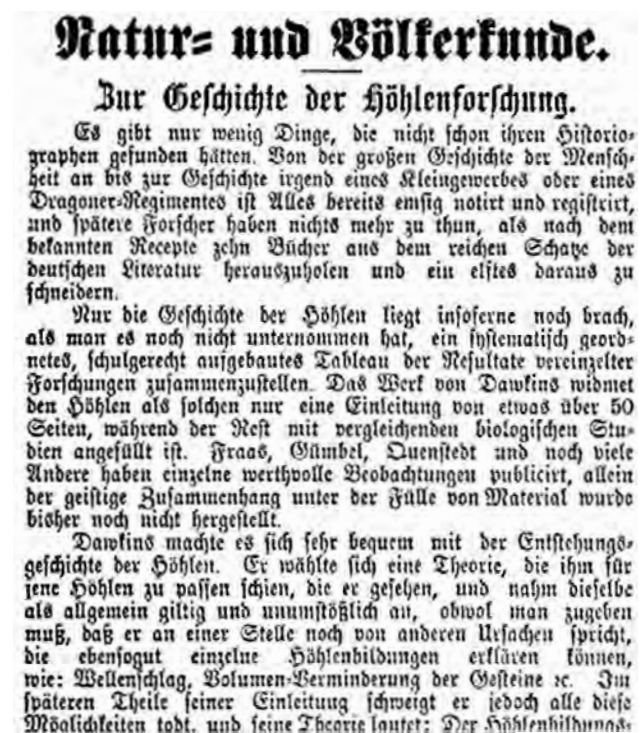 Natur= und Völkerkunde.
Zur Geschichte der Höhlenforschung.
Es gibt nur wenig Dinge, die nicht schon ihren Historio-
graphen gefunden hätten. Von der großen Geschichte der Mensch-
heit an bis zur Geschichte irgend eines Kleingewerbes oder eines
Dragoner-Regimentes ist Alles bereits emsig notirt und registrirt,
und spätere Forscher haben nichts mehr zu thun, als nach dem
bekannten Recepte zehn Bücher aus dem reichen Schatze der
deutschen Literatur herauszuholen und ein elftes daraus zu
schneidern.
Nur die Geschichte der Höhlen liegt insoferne noch brach,
als man es noch nicht unternommen hat, ein systematisch geord-
netes, schulgerecht aufgebautes Tableau der Resultate vereinzelter
Forschungen zusammenzustellen. Das Werk von Dawkins widmet
den Höhlen als solchen nur eine Einleitung von etwas über 50
Seiten, während der Rest mit vergleichenden biologischen Stu-
dien angefüllt ist. Fraas, Gümbel, Quenstedt und noch viele
Andere haben einzelne werthvolle Beobachtungen publicirt, allein
der geistige Zusammenhang unter der Fülle von Material wurde
bisher noch nicht hergestellt.
Dawkins machte es sich sehr bequem mit der Entstehungs-
geschichte der Höhlen. Er wählte sich eine Theorie, die ihm für
jene Höhlen zu passen schien, die er gesehen, und nahm dieselbe
als allgemein giltig und unumstößlich an, obwol man zugeben
muß, daß er an einer Stelle noch von anderen Ursachen spricht,
die ebensogut einzelne Höhlenbildungen erklären können,
wie: Wellenschlag, Volumen-Verminderung der Gesteine ꝛc. Im
späteren Theile seiner Einleitung schweigt er jedoch alle diese
Möglichkeiten todt, und seine Theorie lautet: Der Höhlenbildungs-